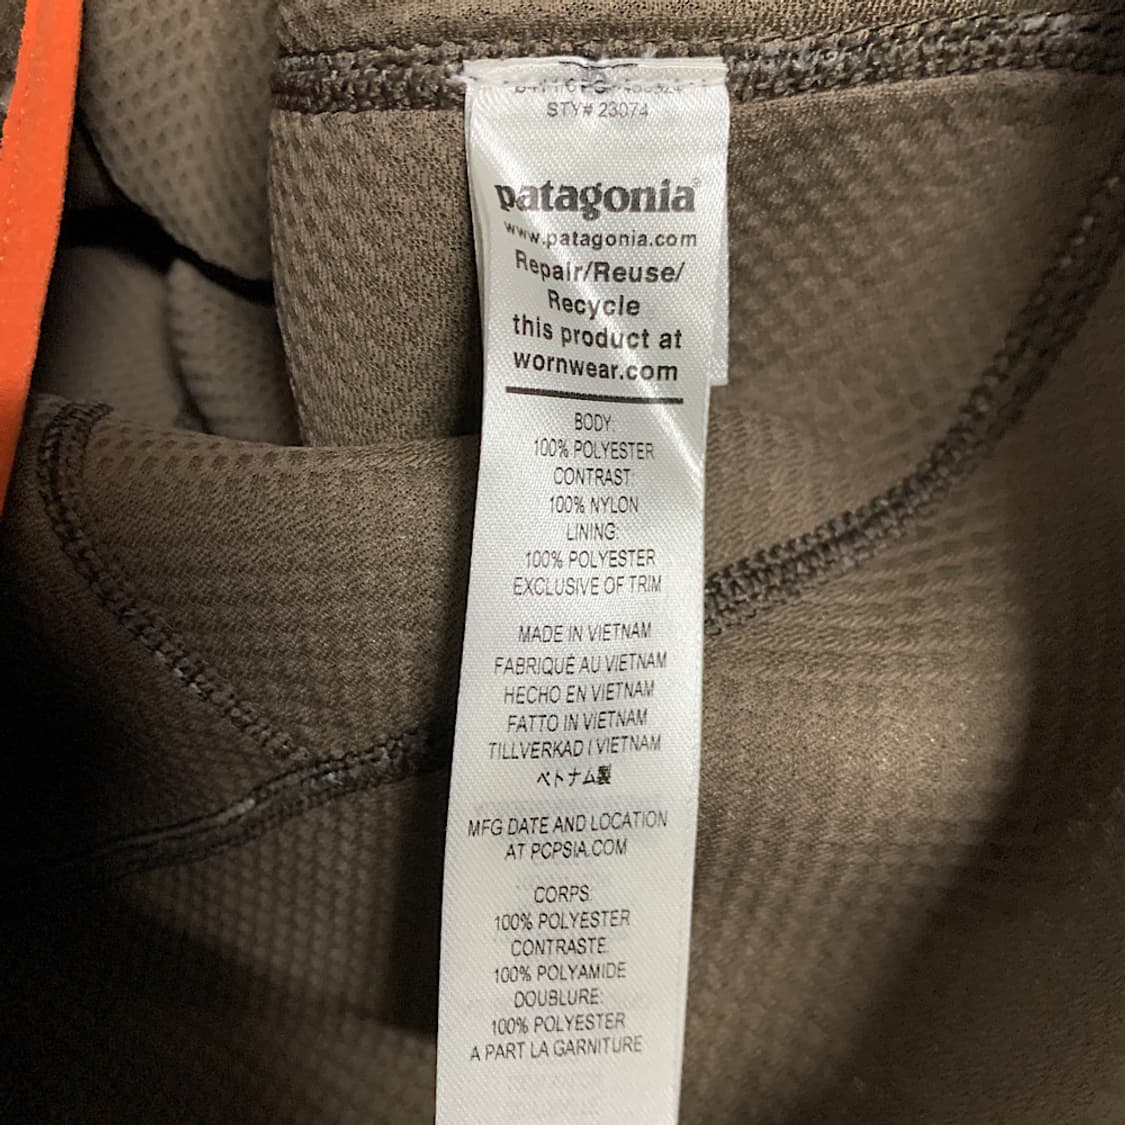 STY# 23074
patagonia®
www.patagonia.com
Repair/Reuse/
Recycle
this product at
wornwear.com
BODY:
100% POLYESTER
CONTRAST:
100% NYLON
LINING:
100% POLYESTER
EXCLUSIVE OF TRIM
MADE IN VIETNAM
FABRIQUÉ AU VIETNAM
HECHO EN VIETNAM
FATTO IN VIETNAM
TILLVERKAD I VIETNAM
ベトナム製
MFG DATE AND LOCATION
AT PCPSIA.COM
CORPS:
100% POLYESTER
CONTRASTE:
100% POLYAMIDE
DOUBLURE:
100% POLYESTER
A PART LA GARNITURE